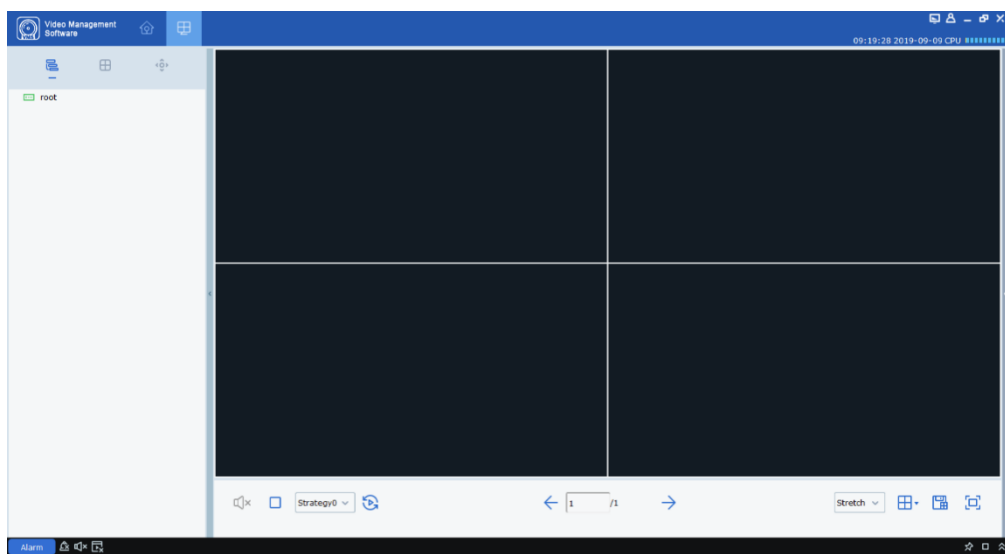 Video Management
Software
09:19:28 2019-09-09 CPU
root
Strategy0
1 /1
Stretch
Alarm